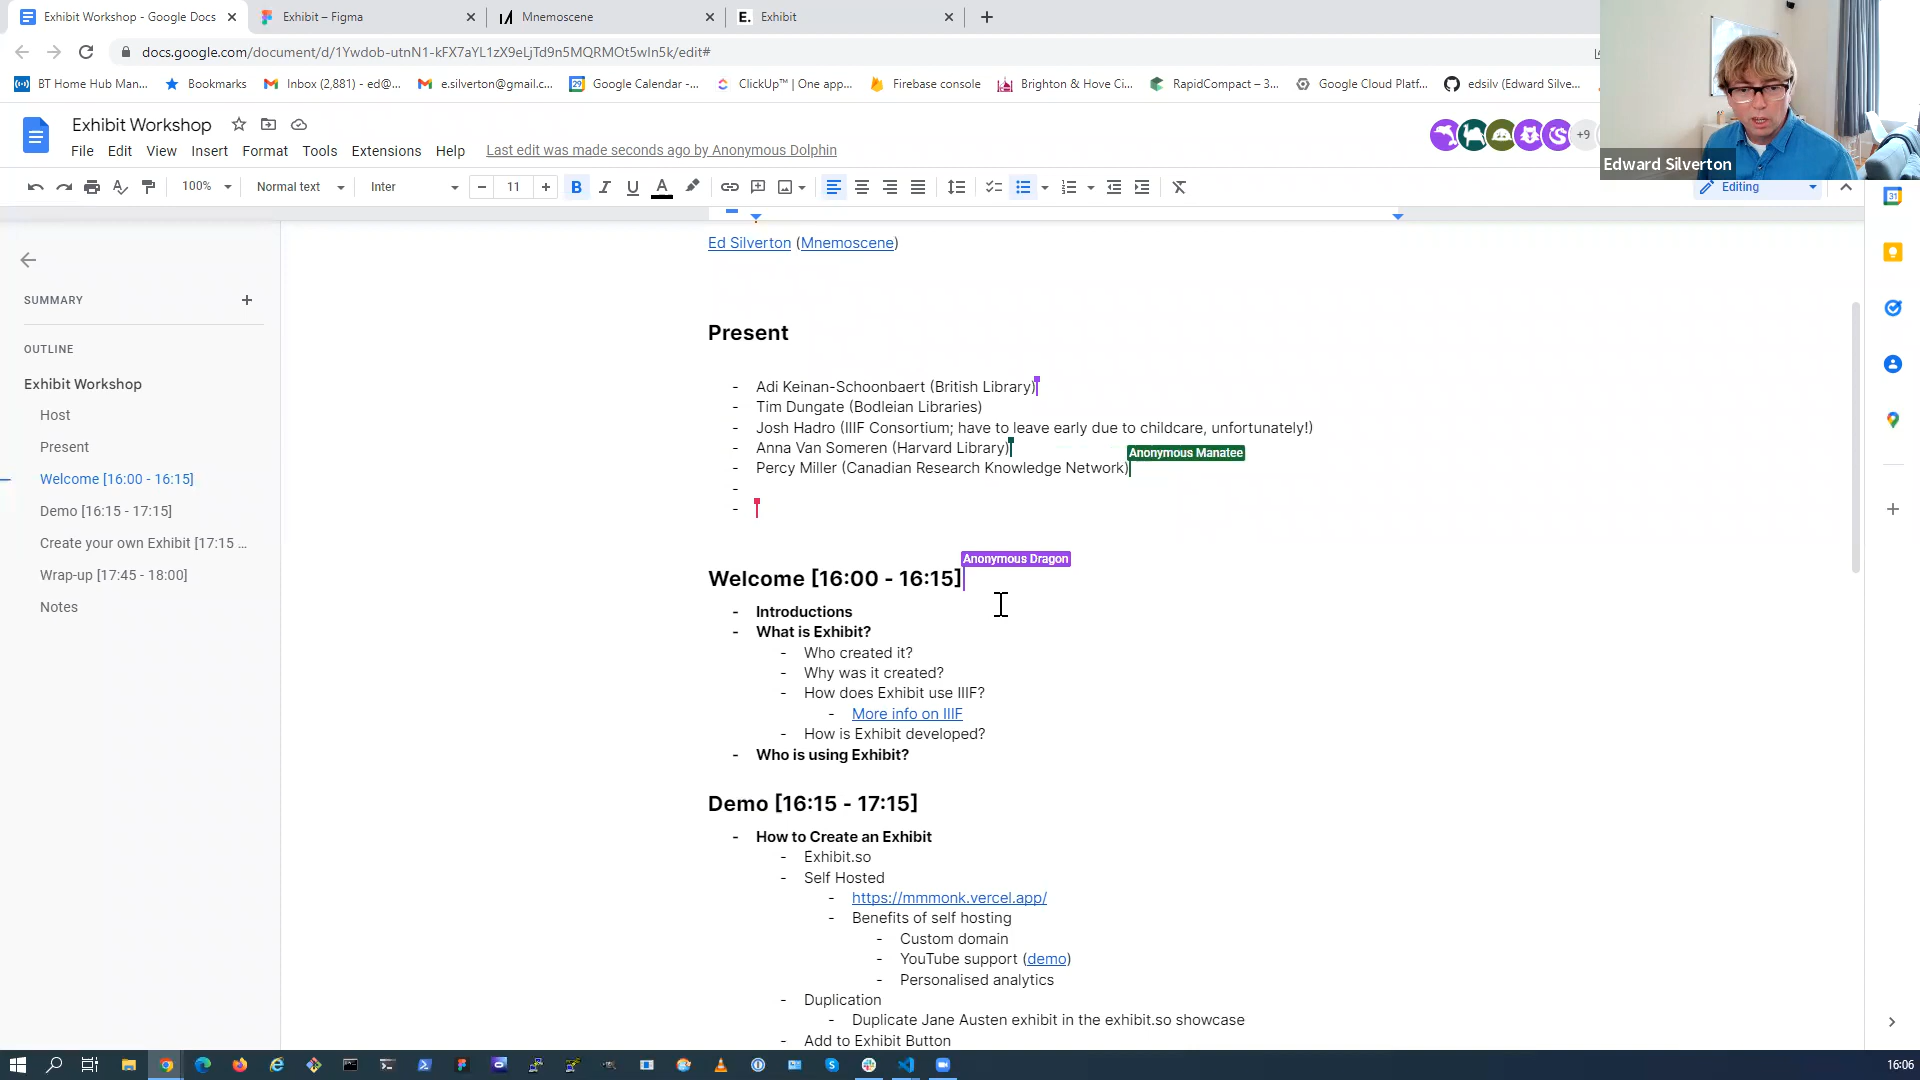 Exhibit Workshop - Google Docs
Exhibit – Figma
Mnemoscene
E. Exhibit
docs.google.com/document/d/1Ywdob-utnN1-kFX7aYL1zX9eLjTd9n5MQRMOt5wIn5k/edit#
BT Home Hub Man...
Bookmarks
Inbox (2,881) - ed@...
e.silverton@gmail.c...
Google Calendar -...
ClickUp™ | One app...
Firebase console
Brighton & Hove Ci...
RapidCompact – 3...
Google Cloud Platf...
edsilv (Edward Silve...
Exhibit Workshop
File Edit View Insert Format Tools Extensions Help Last edit was made seconds ago by Anonymous Dolphin
+9
Edward Silverton
100% Normal text Inter 11 B I U A
Editing
31
Ed Silverton (Mnemoscene)
SUMMARY
OUTLINE
Exhibit Workshop
Host
Present
Welcome [16:00 - 16:15]
Demo [16:15 - 17:15]
Create your own Exhibit [17:15 ...
Wrap-up [17:45 - 18:00]
Notes
Present
- Adi Keinan-Schoonbaert (British Library)
- Tim Dungate (Bodleian Libraries)
- Josh Hadro (IIIF Consortium; have to leave early due to childcare, unfortunately!)
- Anna Van Someren (Harvard Library)
Anonymous Manatee
- Percy Miller (Canadian Research Knowledge Network)
-
-
Anonymous Dragon
Welcome [16:00 - 16:15]
- Introductions
- What is Exhibit?
- Who created it?
- Why was it created?
- How does Exhibit use IIIF?
- More info on IIIF
- How is Exhibit developed?
- Who is using Exhibit?
Demo [16:15 - 17:15]
- How to Create an Exhibit
- Exhibit.so
- Self Hosted
- https://mmmonk.vercel.app/
- Benefits of self hosting
- Custom domain
- YouTube support (demo)
- Personalised analytics
- Duplication
- Duplicate Jane Austen exhibit in the exhibit.so showcase
- Add to Exhibit Button
16:06